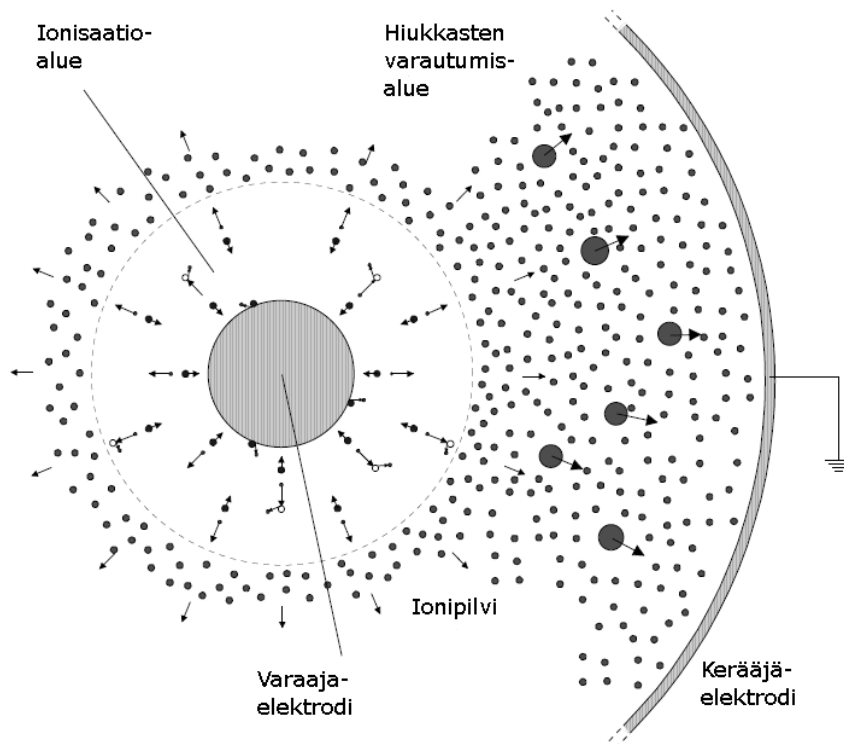 Ionisaatio-
alue
Hiukkasten
varautumis-
alue
Ionipilvi
Varaaja-
elektrodi
Kerääjä-
elektrodi